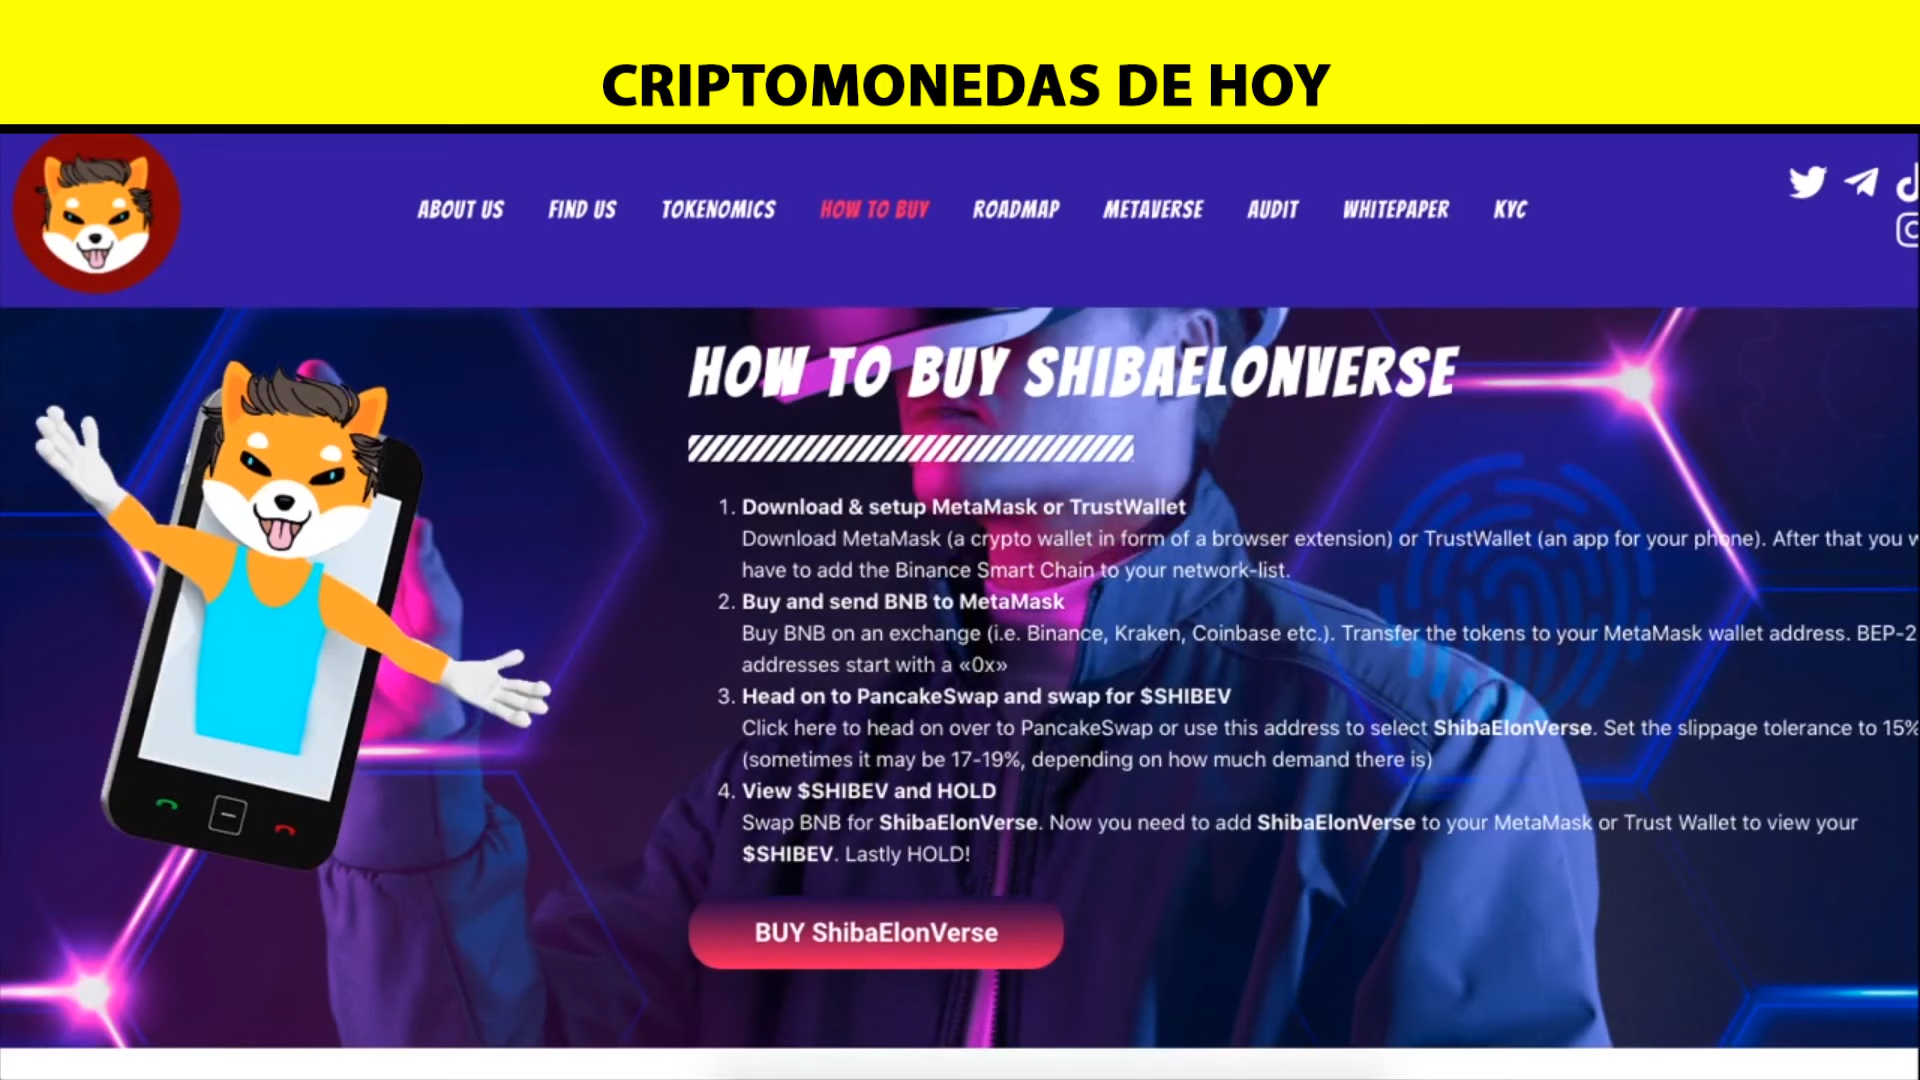 CRIPTOMONEDAS DE HOY
ABOUT US FIND US TOKENOMICS HOW TO BUY ROADMAP METAVERSE AUDIT WHITEPAPER KYC
HOW TO BUY SHIBAELONVERSE
1. Download & setup MetaMask or TrustWallet
Download MetaMask (a crypto wallet in form of a browser extension) or TrustWallet (an app for your phone). After that you
have to add the Binance Smart Chain to your network-list.
2. Buy and send BNB to MetaMask
Buy BNB on an exchange (i.e. Binance, Kraken, Coinbase etc.). Transfer the tokens to your MetaMask wallet address. BEP-2
addresses start with a «0x»
3. Head on to PancakeSwap and swap for $SHIBEV
Click here to head on over to PancakeSwap or use this address to select ShibaElonVerse. Set the slippage tolerance to 15%
(sometimes it may be 17-19%, depending on how much demand there is)
4. View $SHIBEV and HOLD
Swap BNB for ShibaElonVerse. Now you need to add ShibaElonVerse to your MetaMask or Trust Wallet to view your
$SHIBEV. Lastly HOLD!
BUY ShibaElonVerse